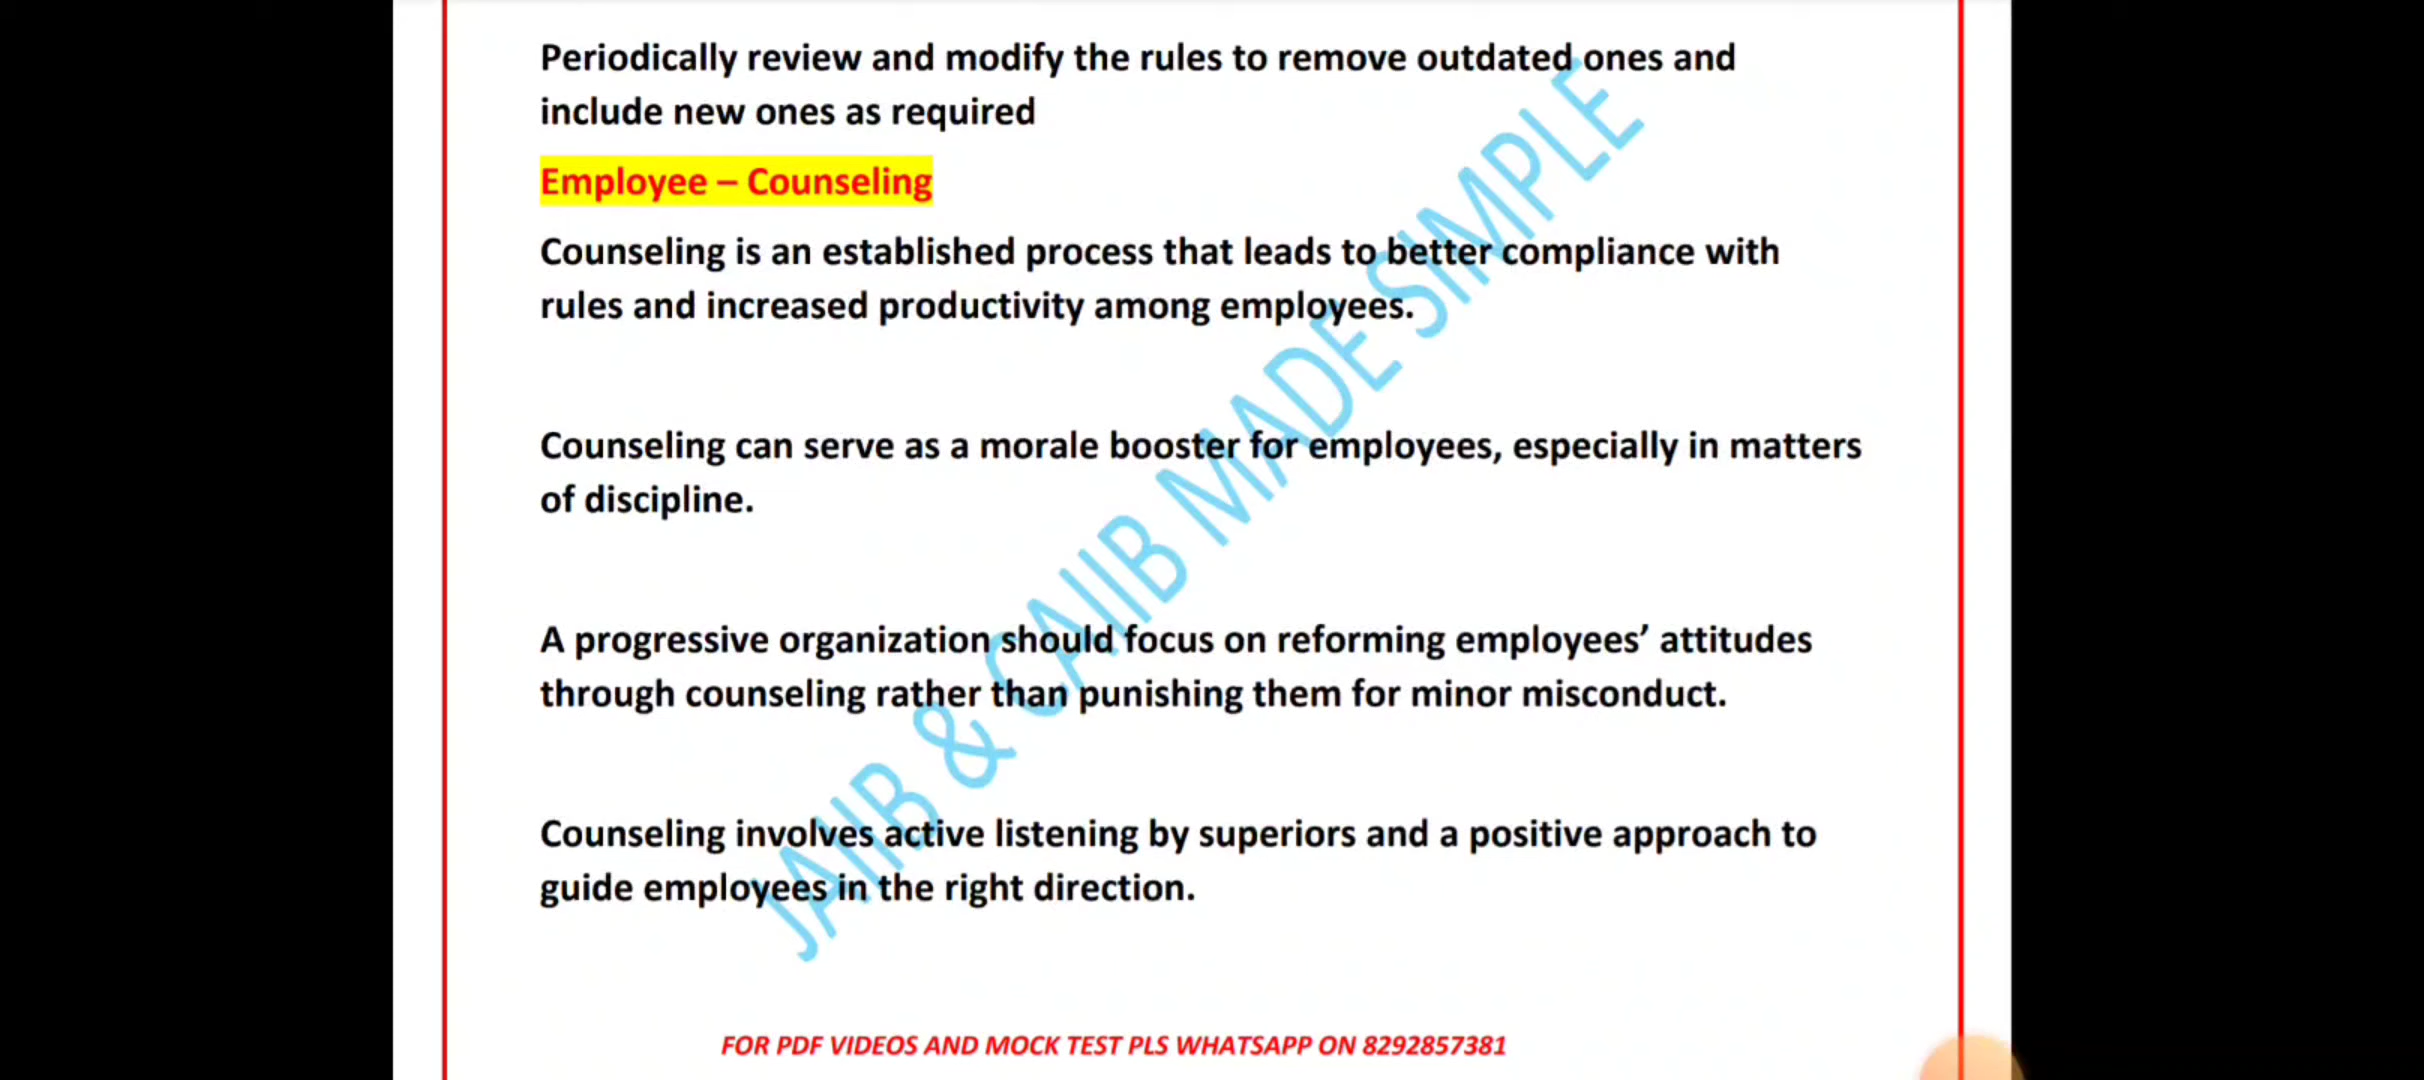 Periodically review and modify the rules to remove outdated ones and
include new ones as required
Employee – Counseling
Counseling is an established process that leads to better compliance with
rules and increased productivity among employees.
Counseling can serve as a morale booster for employees, especially in matters
of discipline.
A progressive organization should focus on reforming employees’ attitudes
through counseling rather than punishing them for minor misconduct.
Counseling involves active listening by superiors and a positive approach to
guide employees in the right direction.
JAIIB & CAIIB MADE SIMPLE
FOR PDF VIDEOS AND MOCK TEST PLS WHATSAPP ON 8292857381